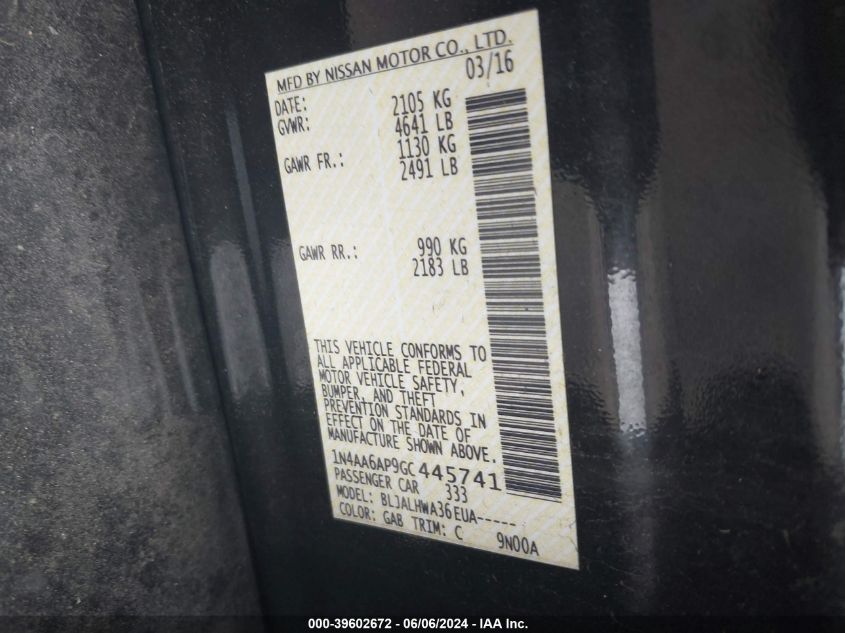 MFD BY NISSAN MOTOR CO., LTD.
DATE: 03/16
GVWR: 2105 KG
4641 LB
GAWR FR.: 1130 KG
2491 LB
GAWR RR.: 990 KG
2183 LB
THIS VEHICLE CONFORMS TO
ALL APPLICABLE FEDERAL
MOTOR VEHICLE SAFETY,
BUMPER, AND THEFT
PREVENTION STANDARDS IN
EFFECT ON THE DATE OF
MANUFACTURE SHOWN ABOVE.
1N4AA6AP9GC445741
PASSENGER CAR 333
MODEL: BLJALHWA36EUA-----
COLOR: GAB TRIM: C 9N00A
000-39602672 - 06/06/2024 - IAA Inc.